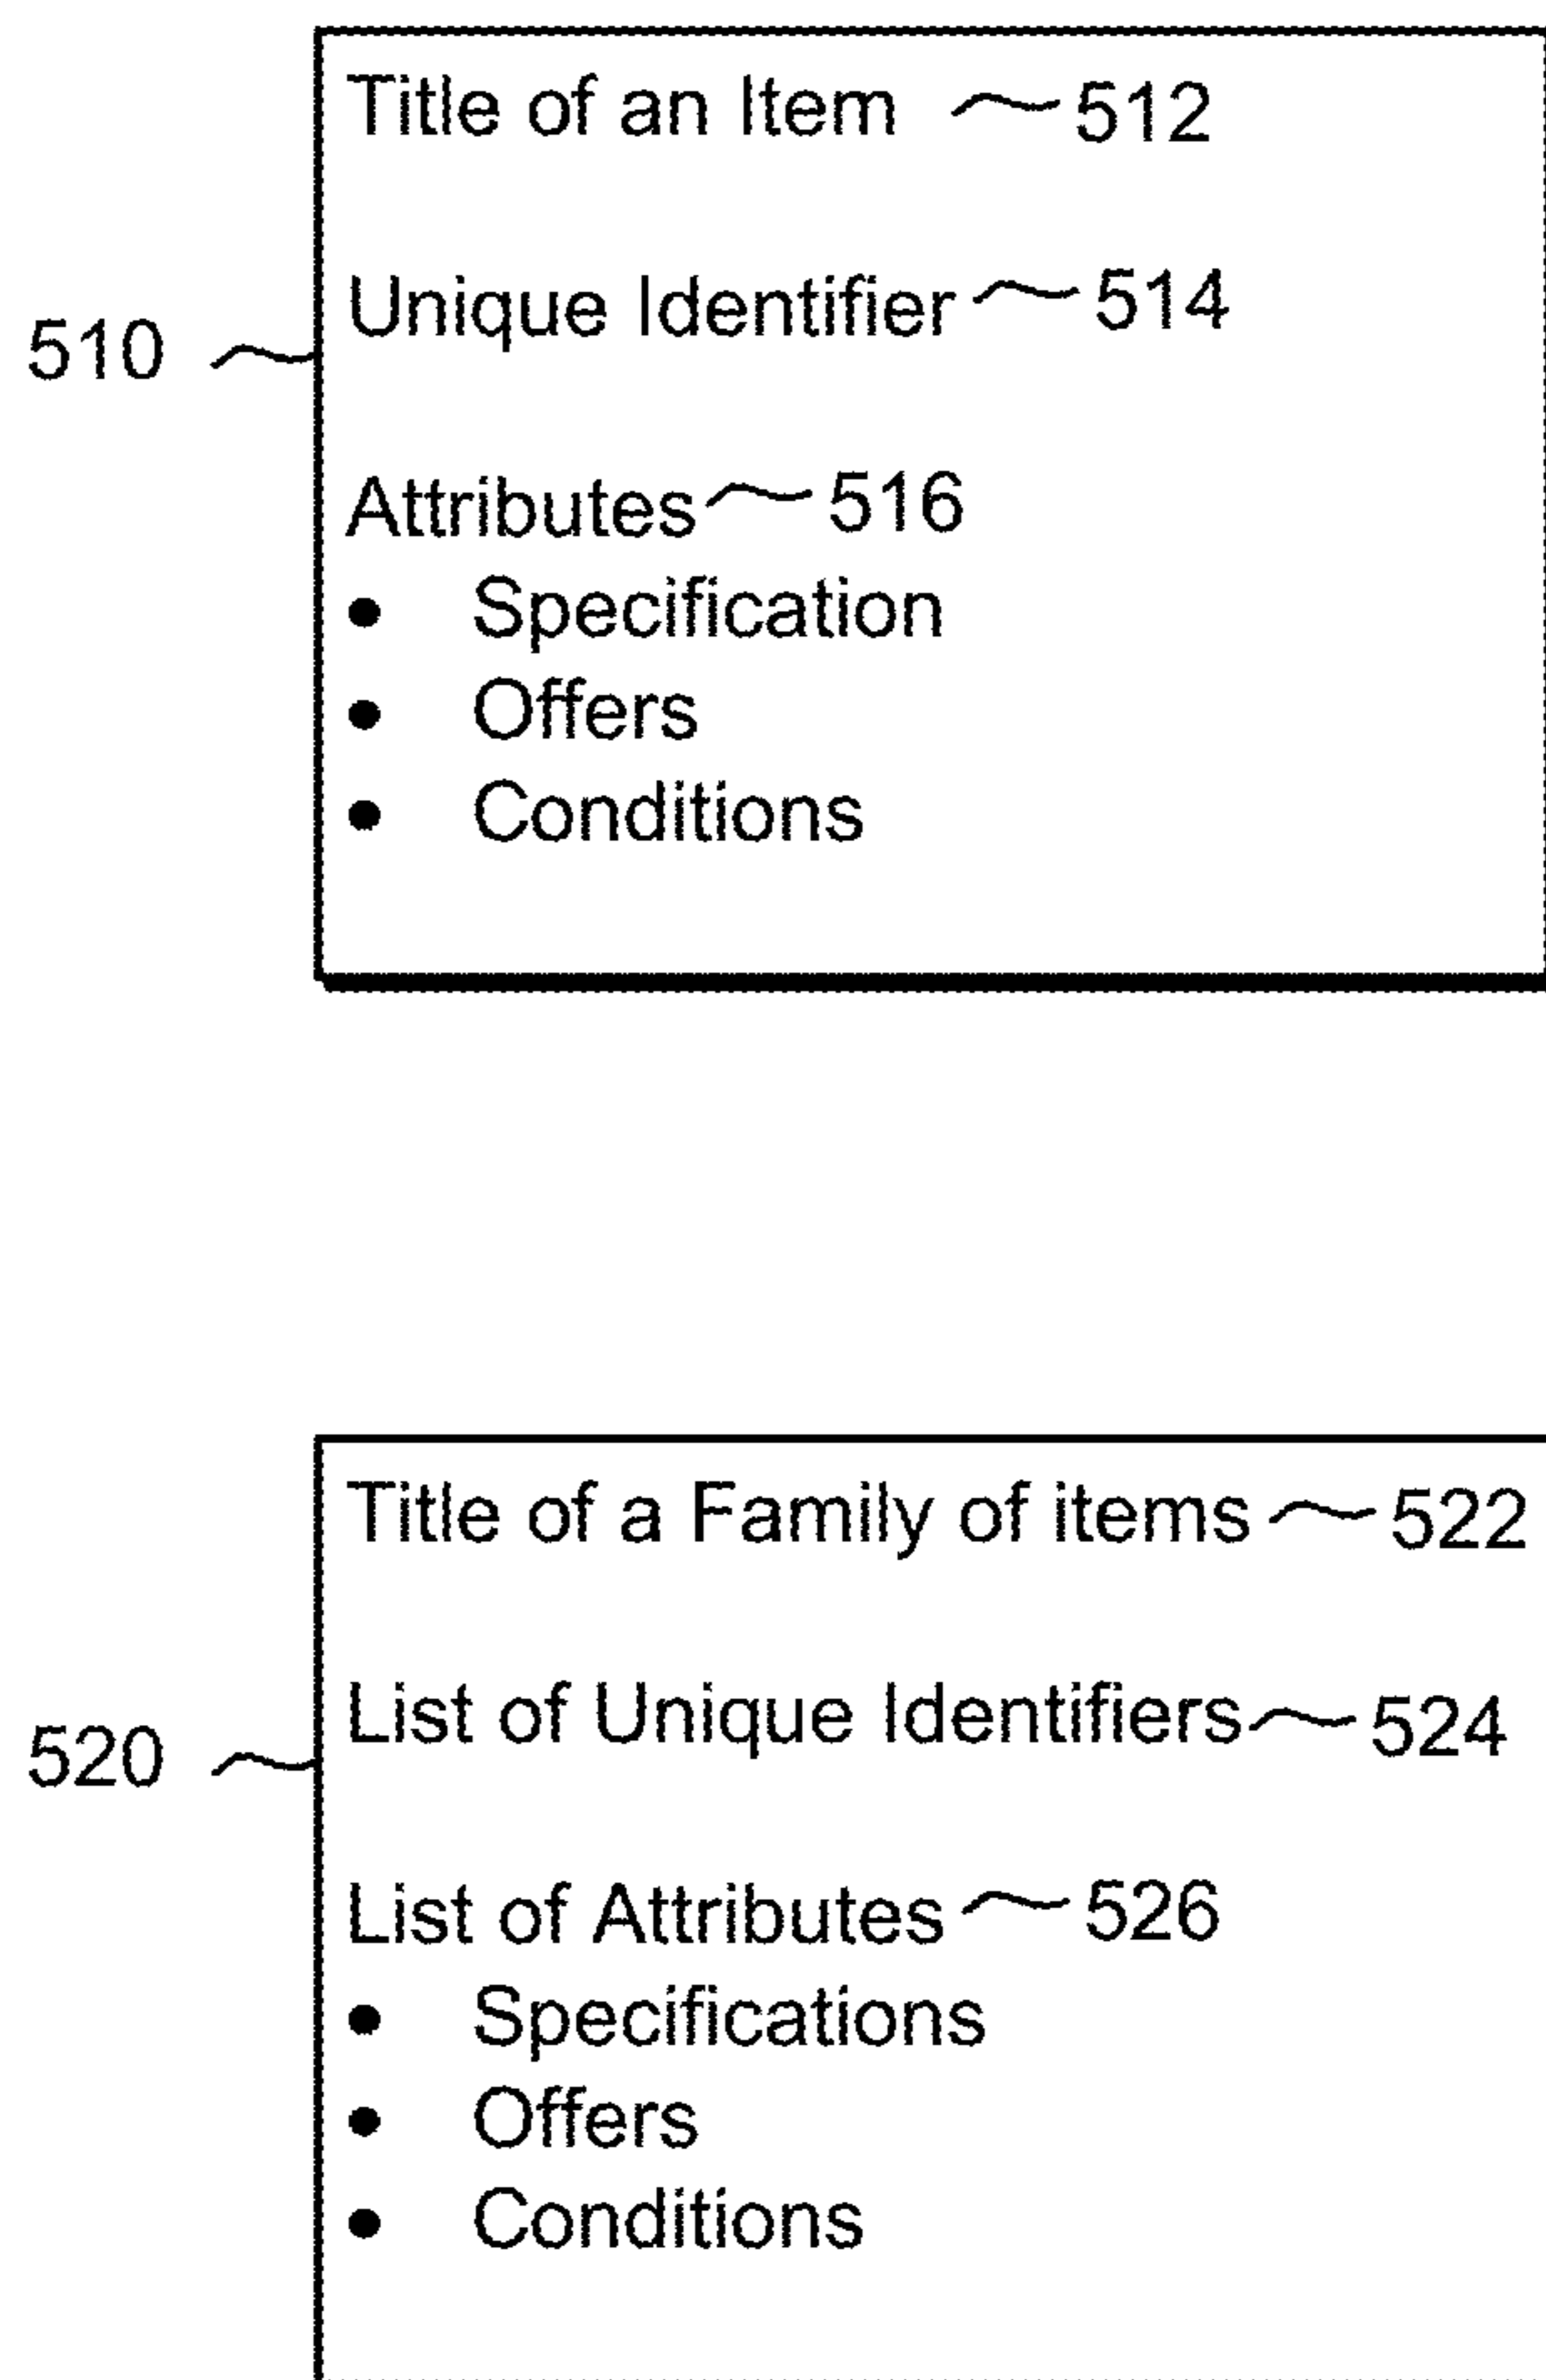 Title of an Item 512
Unique Identifier 514
510
Attributes 516
• Specification
• Offers
• Conditions
Title of a Family of items 522
List of Unique Identifiers 524
520
List of Attributes 526
• Specifications
• Offers
• Conditions